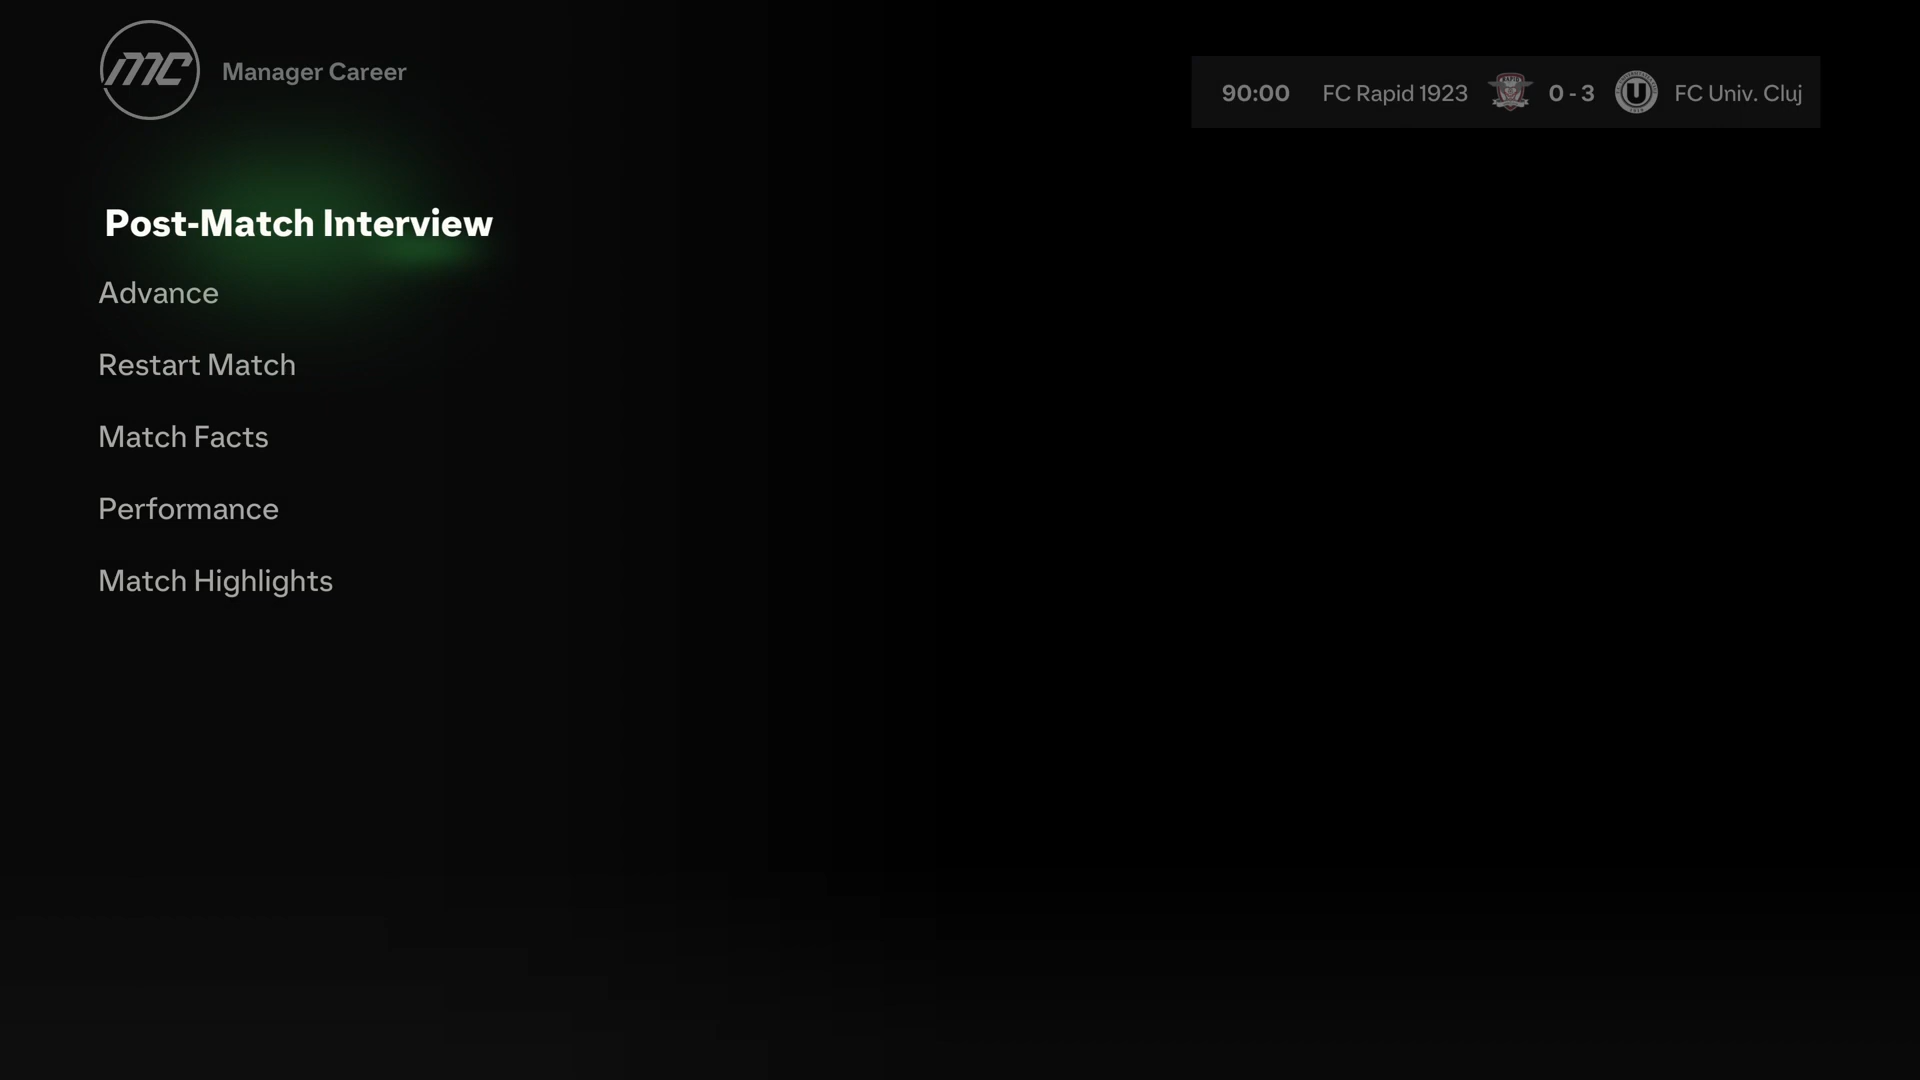 MC Manager Career
90:00 FC Rapid 1923 0 - 3 U FC Univ. Cluj
Post-Match Interview
Advance
Restart Match
Match Facts
Performance
Match Highlights